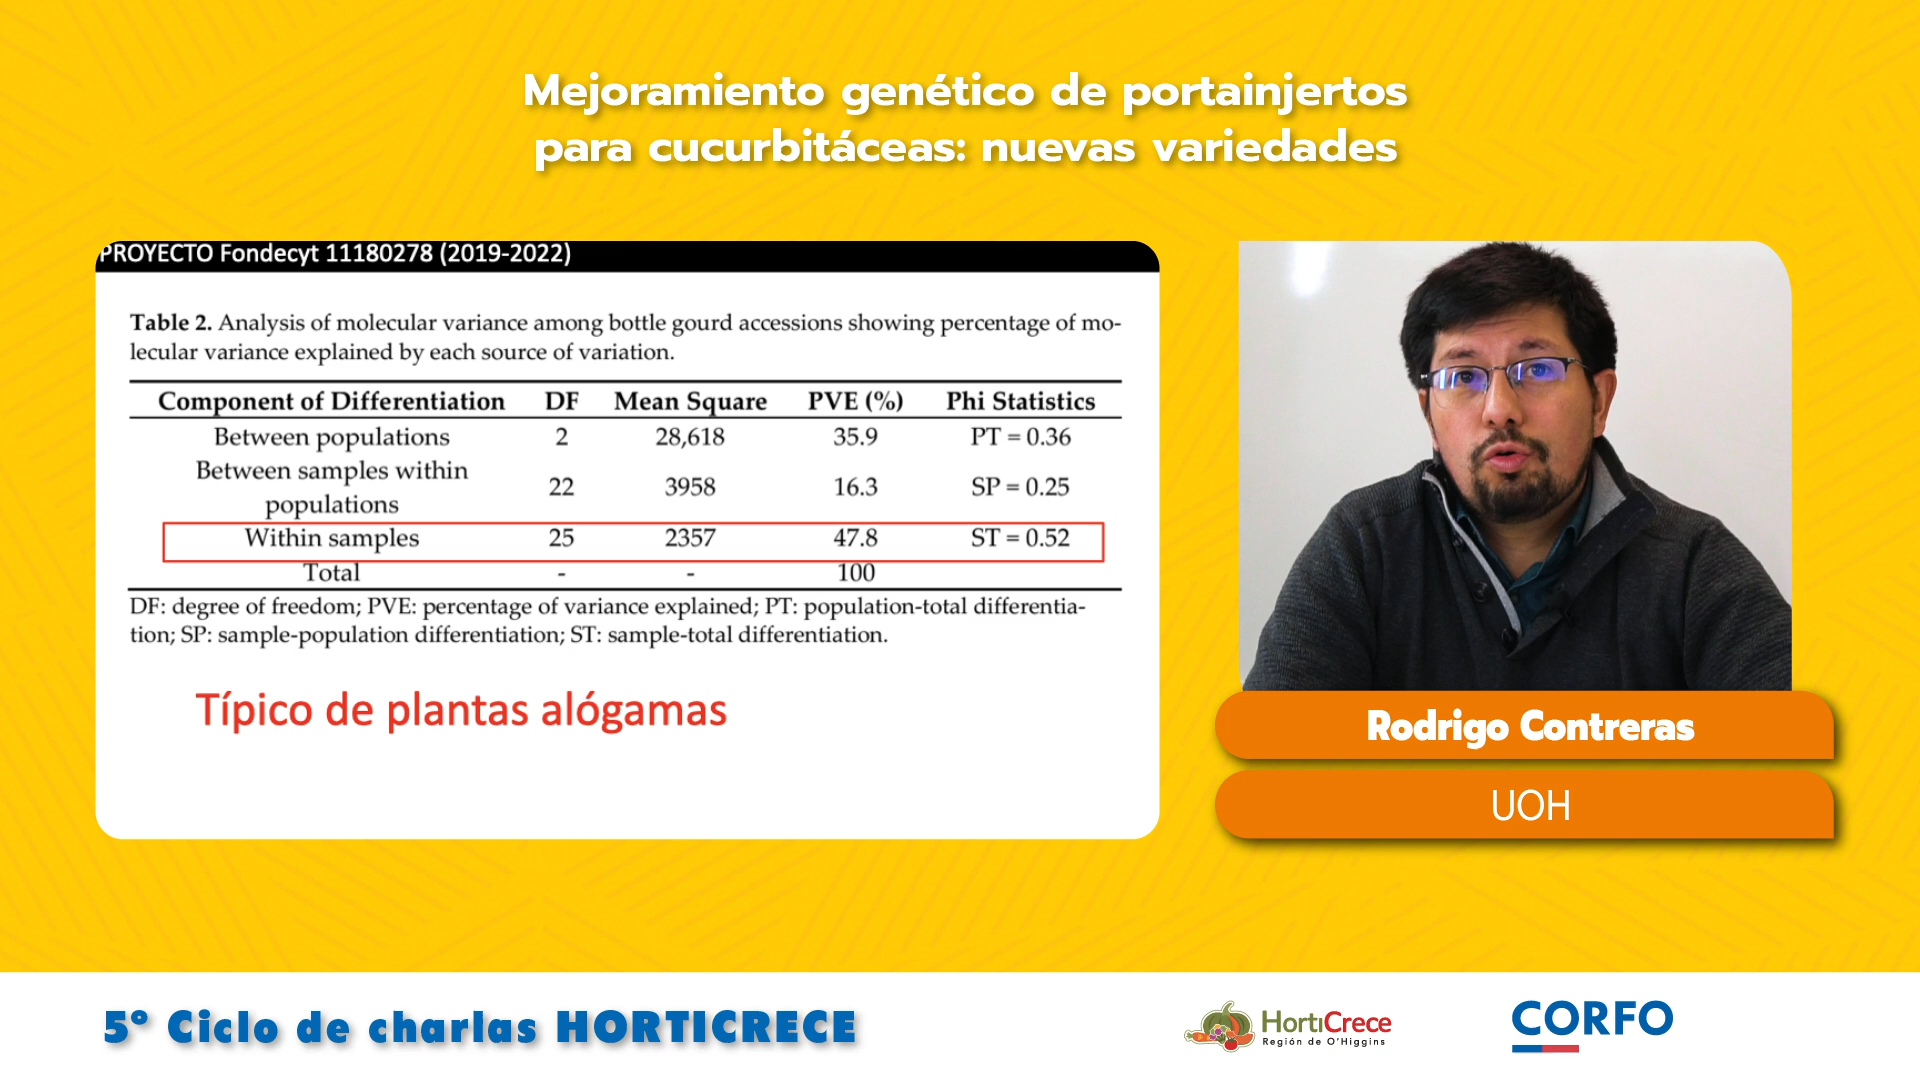 Mejoramiento genético de portainjertos
para cucurbitáceas: nuevas variedades
PROYECTO Fondecyt 11180278 (2019-2022)
Table 2. Analysis of molecular variance among bottle gourd accessions showing percentage of mo-
lecular variance explained by each source of variation.
Component of Differentiation DF Mean Square PVE (%) Phi Statistics
Between populations 2 28,618 35.9 PT = 0.36
Between samples within
populations 22 3958 16.3 SP = 0.25
Within samples 25 2357 47.8 ST = 0.52
Total - - 100
DF: degree of freedom; PVE: percentage of variance explained; PT: population-total differentia-
tion; SP: sample-population differentiation; ST: sample-total differentiation.
Típico de plantas alógamas
Rodrigo Contreras
UOH
5º Ciclo de charlas HORTICRECE
HortiCrece
Región de O'Higgins
CORFO